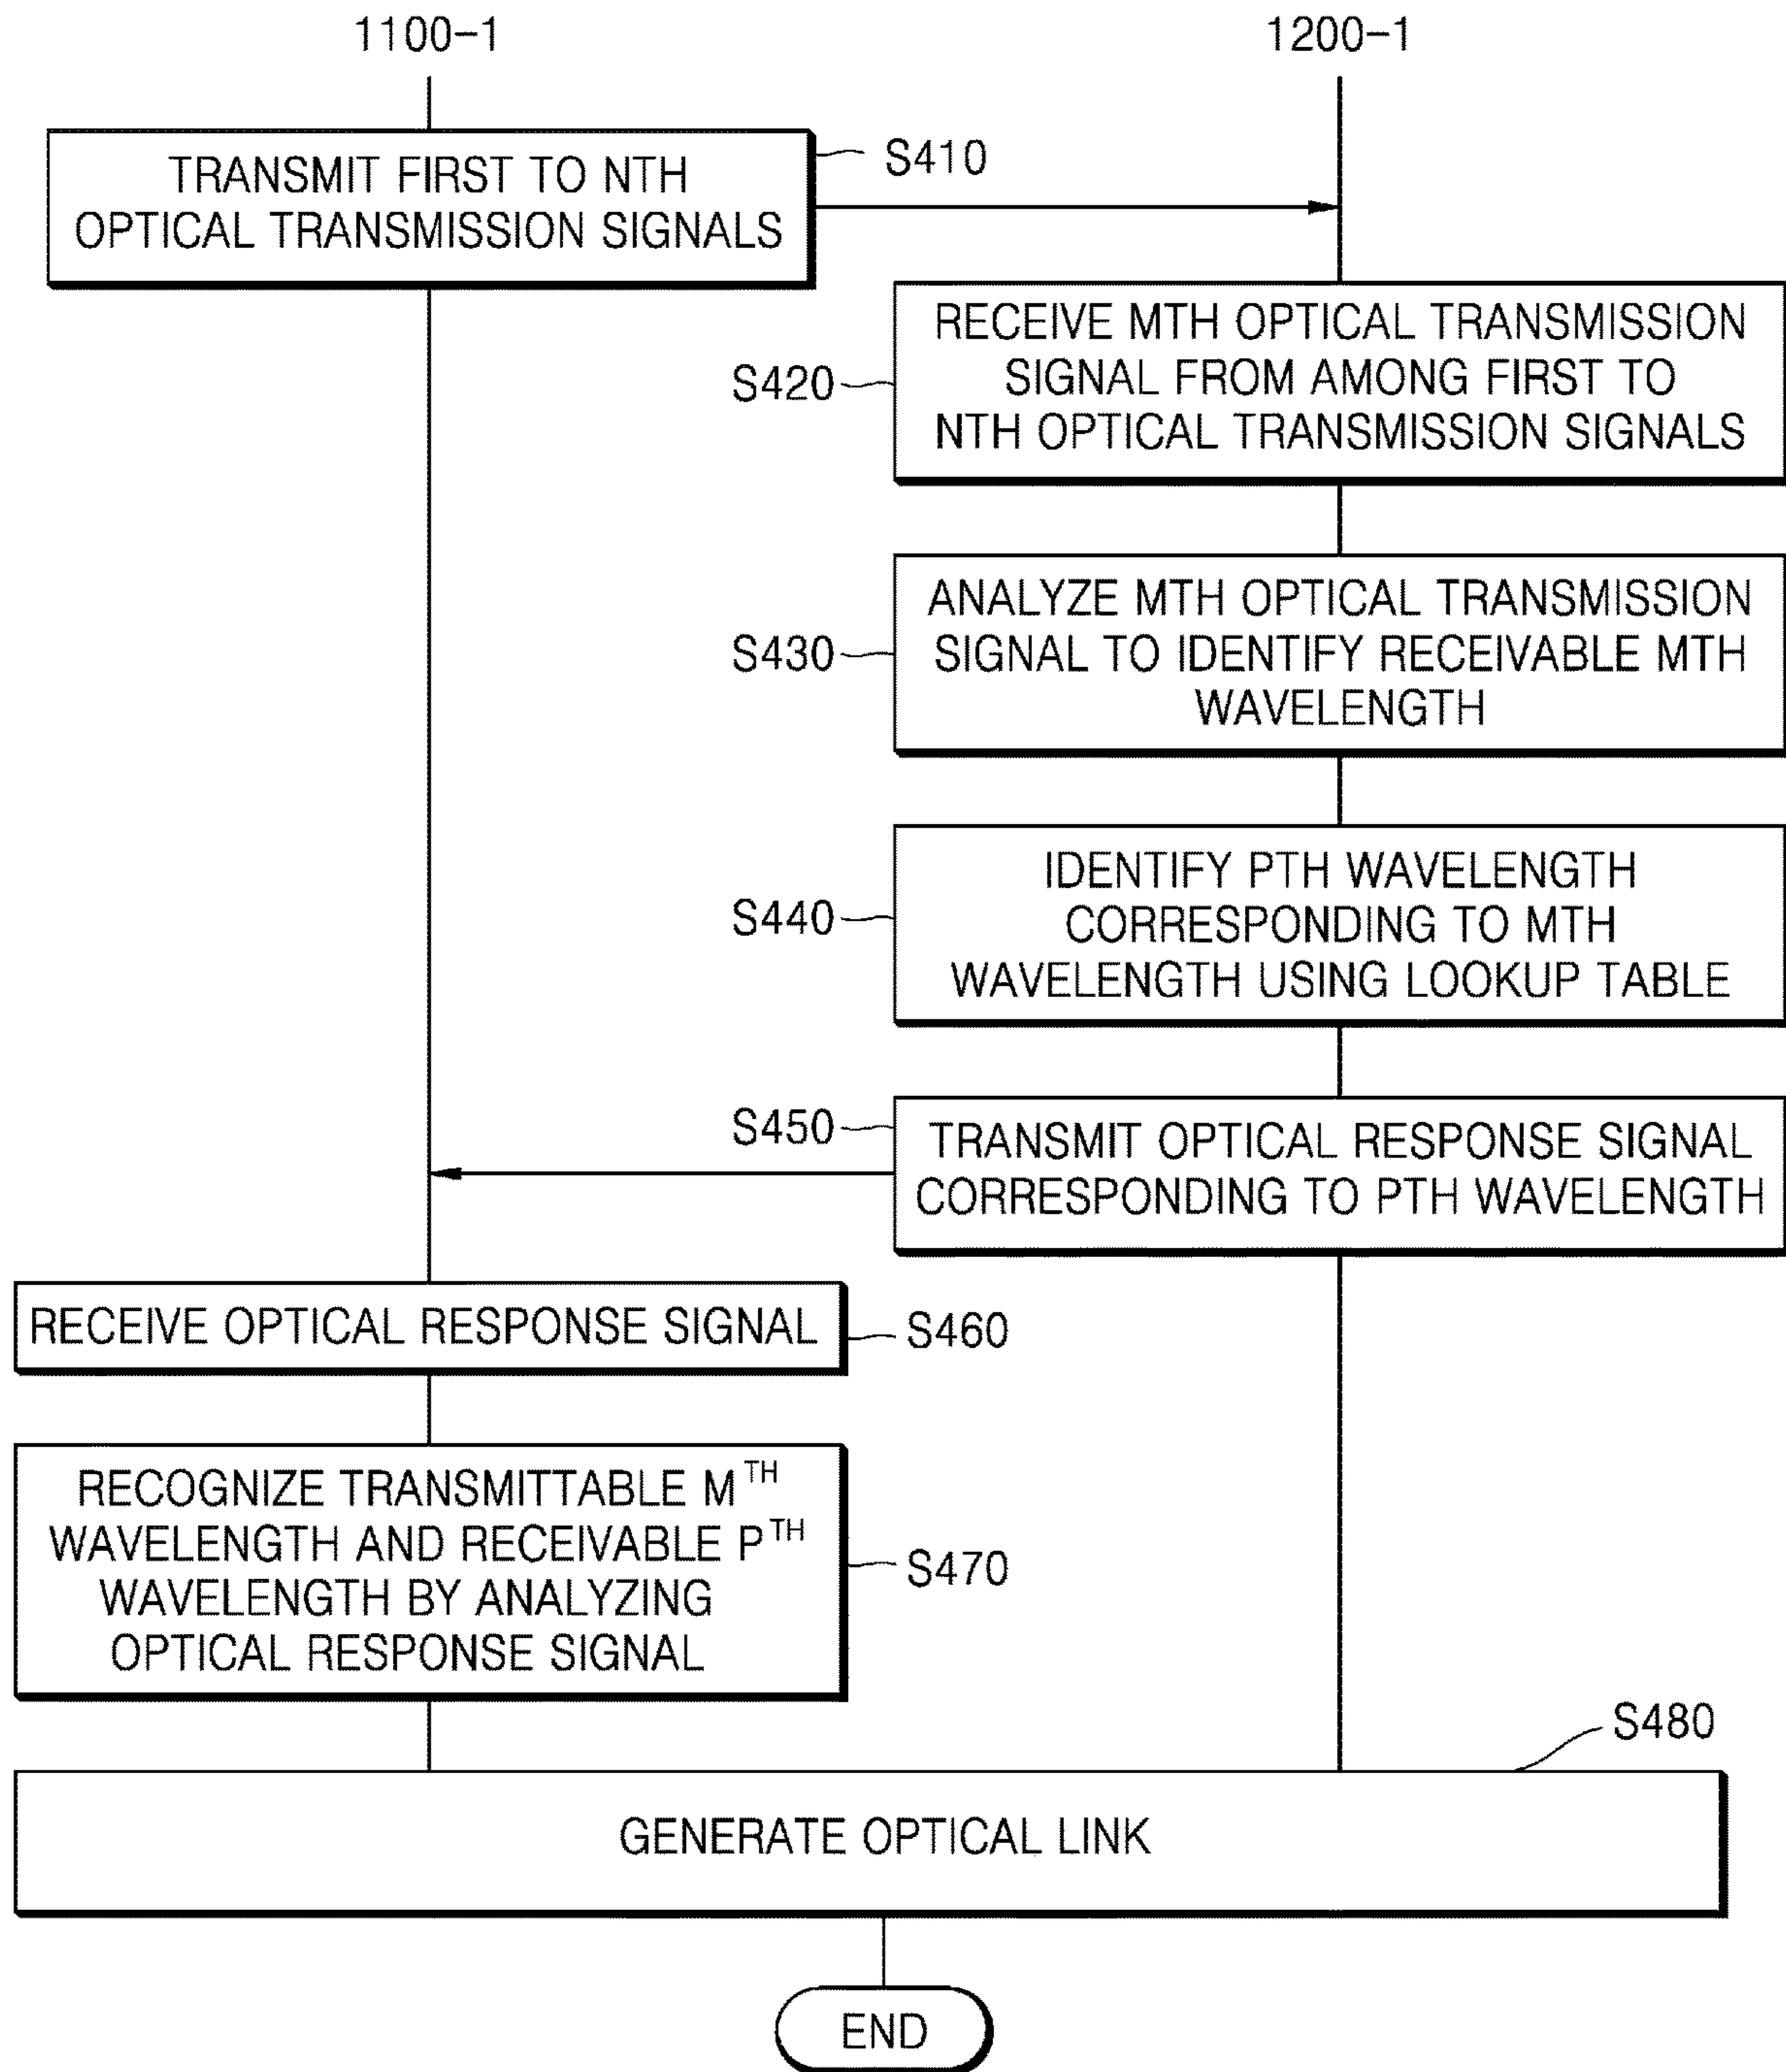 1100-1
1200-1
TRANSMIT FIRST TO NTH
OPTICAL TRANSMISSION SIGNALS
S410
RECEIVE MTH OPTICAL TRANSMISSION
SIGNAL FROM AMONG FIRST TO
NTH OPTICAL TRANSMISSION SIGNALS
S420
ANALYZE MTH OPTICAL TRANSMISSION
SIGNAL TO IDENTIFY RECEIVABLE MTH
WAVELENGTH
S430
IDENTIFY PTH WAVELENGTH
CORRESPONDING TO MTH
WAVELENGTH USING LOOKUP TABLE
S440
S450
TRANSMIT OPTICAL RESPONSE SIGNAL
CORRESPONDING TO PTH WAVELENGTH
RECEIVE OPTICAL RESPONSE SIGNAL
S460
RECOGNIZE TRANSMITTABLE M^TH
WAVELENGTH AND RECEIVABLE P^TH
WAVELENGTH BY ANALYZING
OPTICAL RESPONSE SIGNAL
S470
S480
GENERATE OPTICAL LINK
END